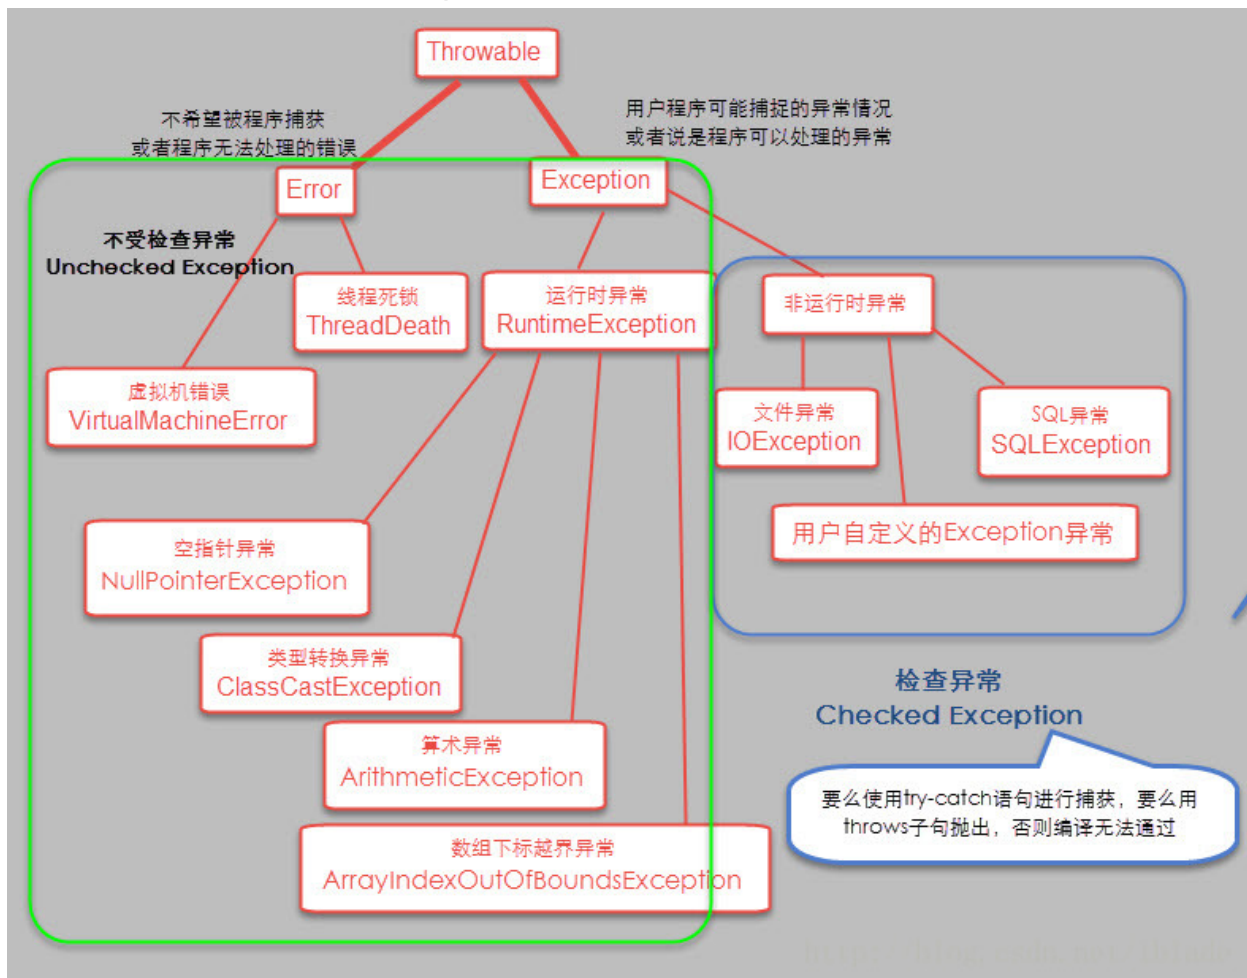 Throwable
不希望被程序捕获
或者程序无法处理的错误
用户程序可能捕捉的异常情况
或者说是程序可以处理的异常
Error
Exception
不受检查异常
Unchecked Exception
线程死锁
ThreadDeath
运行时异常
RuntimeException
非运行时异常
虚拟机错误
VirtualMachineError
文件异常
IOException
SQL异常
SQLException
用户自定义的Exception异常
空指针异常
NullPointerException
类型转换异常
ClassCastException
算术异常
ArithmeticException
数组下标越界异常
ArrayIndexOutOfBoundsException
检查异常
Checked Exception
要么使用try-catch语句进行捕获，要么用
throws子句抛出，否则编译无法通过